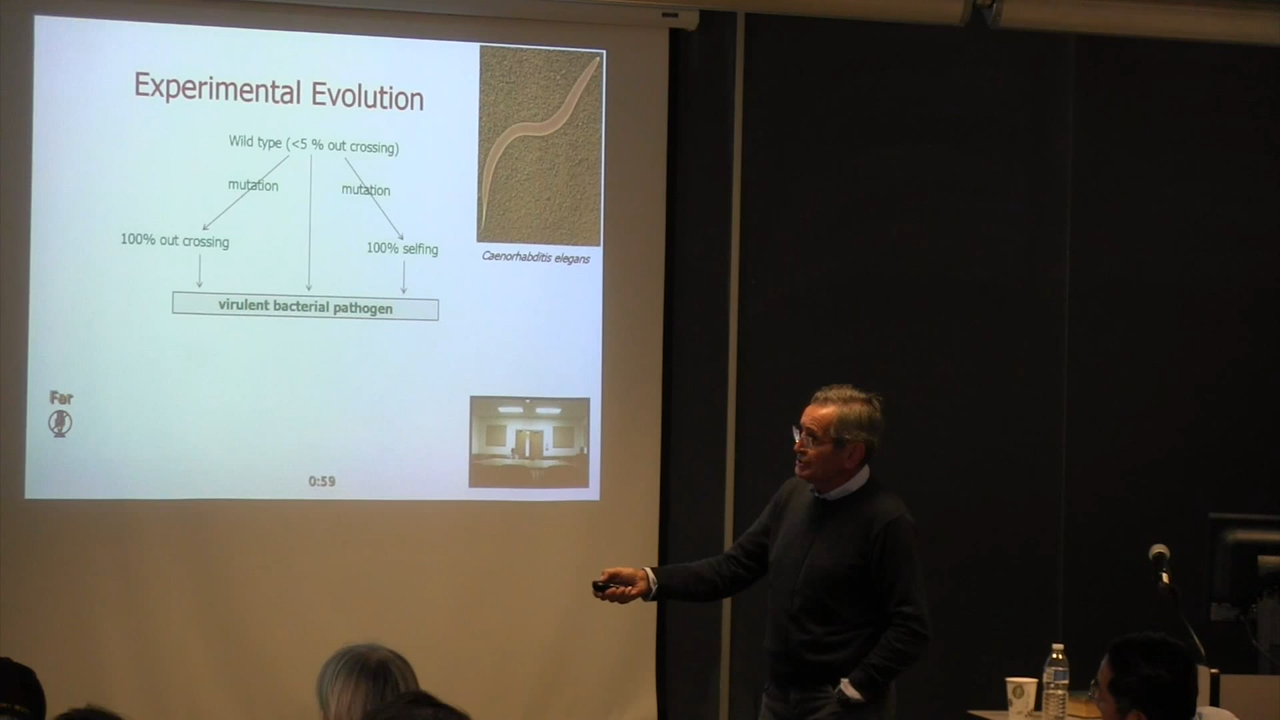 Experimental Evolution
Wild type (<5 % out crossing)
mutation
mutation
100% out crossing
100% selfing
Caenorhabditis elegans
virulent bacterial pathogen
Far
0:59